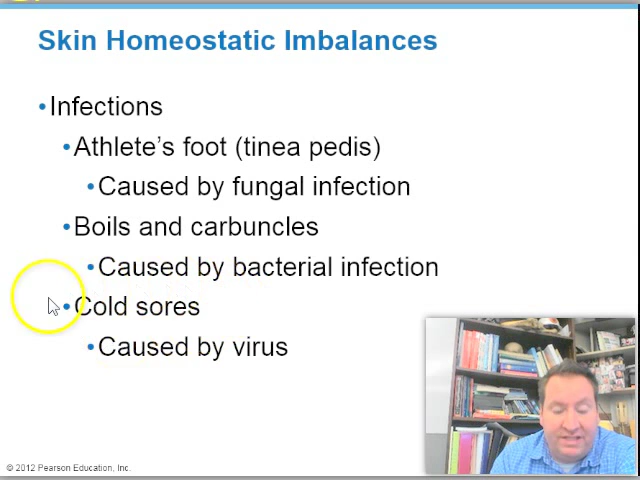 Skin Homeostatic Imbalances
•Infections
•Athlete's foot (tinea pedis)
•Caused by fungal infection
•Boils and carbuncles
•Caused by bacterial infection
•Cold sores
•Caused by virus
© 2012 Pearson Education, Inc.